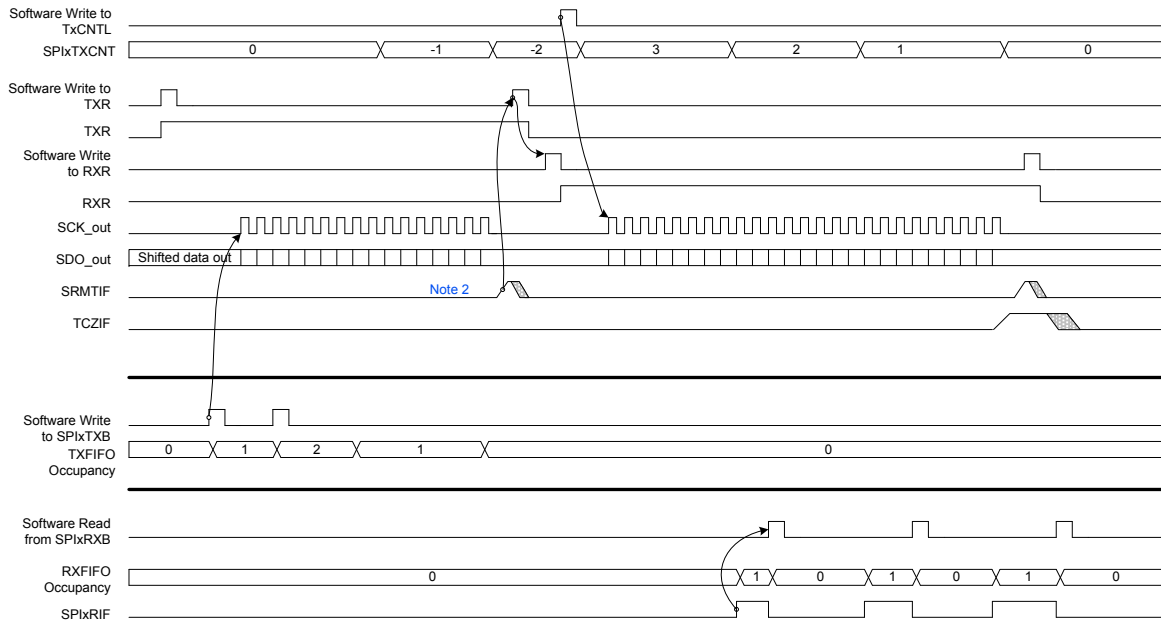 Software Write to
TxCNTL
SPIxTXCNT 0 -1 -2 3 2 1 0
Software Write to
TXR
TXR
Software Write
to RXR
RXR
SCK_out
SDO_out Shifted data out
SRMTIF Note 2
TCZIF
Software Write
to SPIxTXB
TXFIFO
Occupancy
0 1 2 1 0
Software Read
from SPIxRXB
RXFIFO
Occupancy
0 1 0 1 0 1 0
SPIxRIF